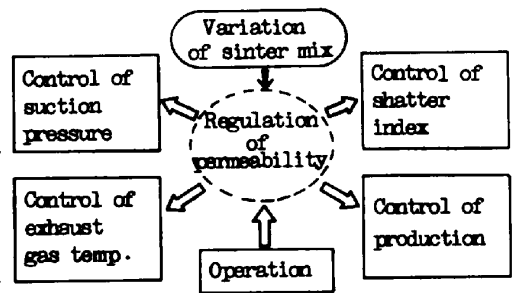 Variation
of sinter mix
Control of
suction
pressure
Control of
shatter
index
Regulation
of
permeability
Control of
exhaust
gas temp.
Control of
production
Operation